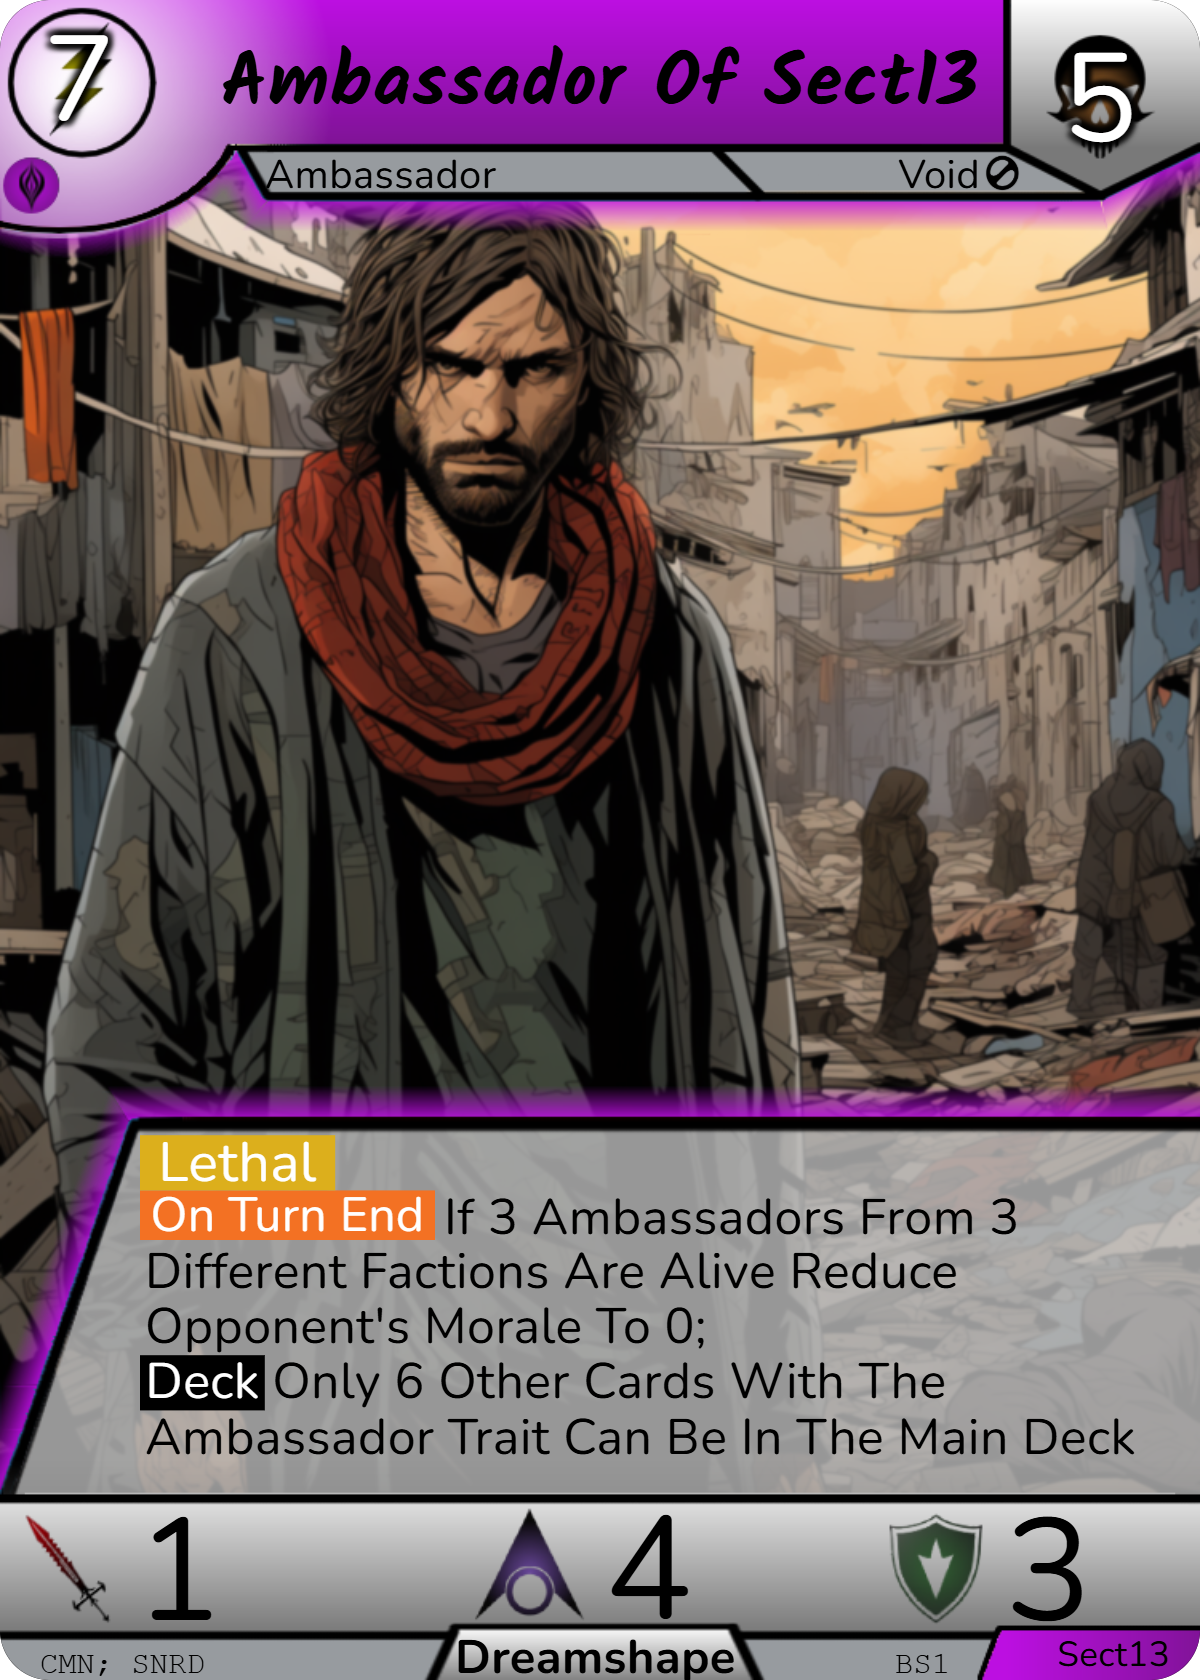 7
Ambassador Of Sect13
5
Ambassador
Void
Lethal
On Turn End If 3 Ambassadors From 3
Different Factions Are Alive Reduce
Opponent's Morale To 0;
Deck Only 6 Other Cards With The
Ambassador Trait Can Be In The Main Deck
1
4
3
CMN; SNRD
Dreamshape
BS1
Sect13